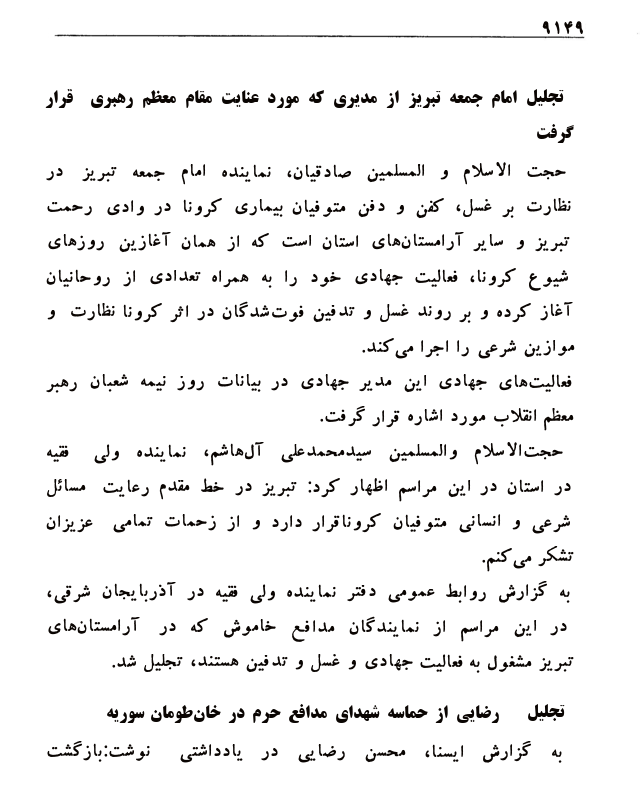 ۹۱۴۹
تجلیل امام جمعه تبریز از مدیری که مورد عنایت مقام معظم رهبری قرار
گرفت
حجت الاسلام و المسلمین صادقیان، نماینده امام جمعه تبریز در
نظارت بر غسل، کفن و دفن متوفیان بیماری کرونا در وادی رحمت
تبریز و سایر آرامستان‌های استان است که از همان آغازین روزهای
شیوع کرونا، فعالیت جهادی خود را به همراه تعدادی از روحانیان
آغاز کرده و بر روند غسل و تدفین فوت‌شدگان در اثر کرونا نظارت و
موازین شرعی را اجرا می‌کند.
فعالیت‌های جهادی این مدیر جهادی در بیانات روز نیمه شعبان رهبر
معظم انقلاب مورد اشاره قرار گرفت.
حجت‌الاسلام والمسلمین سیدمحمدعلی آل‌هاشم، نماینده ولی فقیه
در استان در این مراسم اظهار کرد: تبریز در خط مقدم رعایت مسائل
شرعی و انسانی متوفیان کروناقرار دارد و از زحمات تمامی عزیزان
تشکر می‌کنم.
به گزارش روابط عمومی دفتر نماینده ولی فقیه در آذربایجان شرقی،
در این مراسم از نمایندگان مدافع خاموش که در آرامستان‌های
تبریز مشغول به فعالیت جهادی و غسل و تدفین هستند، تجلیل شد.
تجلیل رضایی از حماسه شهدای مدافع حرم در خان‌طومان سوریه
به گزارش ایسنا، محسن رضایی در یادداشتی نوشت:بازگشت